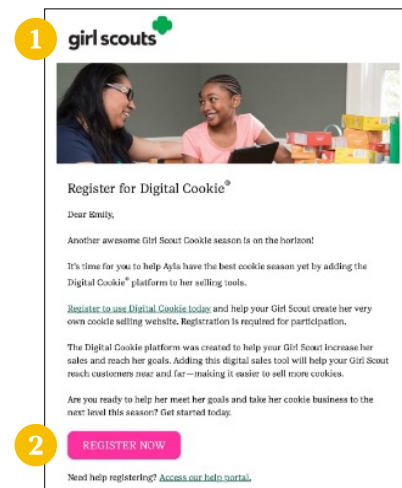 1
girl scouts
Register for Digital Cookie®
Dear Emily,
Another awesome Girl Scout Cookie season is on the horizon!
It's time for you to help Ayla have the best cookie season yet by adding the
Digital Cookie® platform to her selling tools.
Register to use Digital Cookie today and help your Girl Scout create her very
own cookie selling website. Registration is required for participation.
The Digital Cookie platform was created to help your Girl Scout increase her
sales and reach her goals. Adding this digital sales tool will help your Girl Scout
reach customers near and far—making it easier to sell more cookies.
Are you ready to help her meet her goals and take her cookie business to the
next level this season? Get started today.
2
REGISTER NOW
Need help registering? Access our help portal.